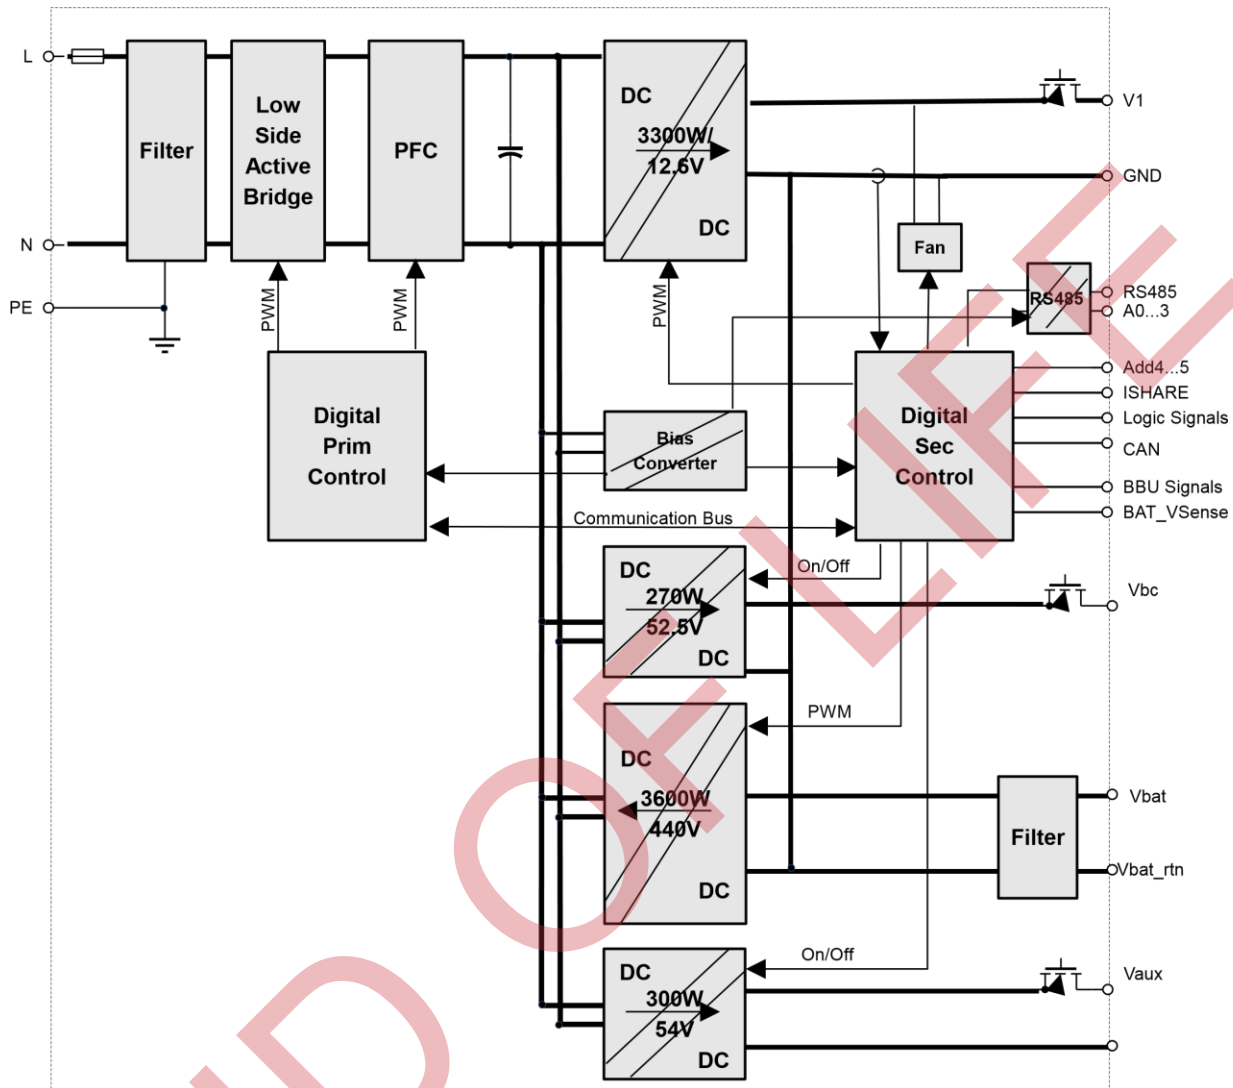 L
N
PE
Filter
Low
Side
Active
Bridge
PFC
DC
3300W/
12.6V
DC
V1
GND
Fan
RS485
RS485
A0...3
PWM
PWM
PWM
Digital
Prim
Control
Bias
Converter
Digital
Sec
Control
Add4...5
ISHARE
Logic Signals
CAN
BBU Signals
BAT_VSense
Communication Bus
On/Off
DC
270W
52.5V
DC
Vbc
PWM
DC
3600W/
440V
DC
Filter
Vbat
Vbat_rtn
On/Off
DC
300W
54V
DC
Vaux
ND OF LIFE